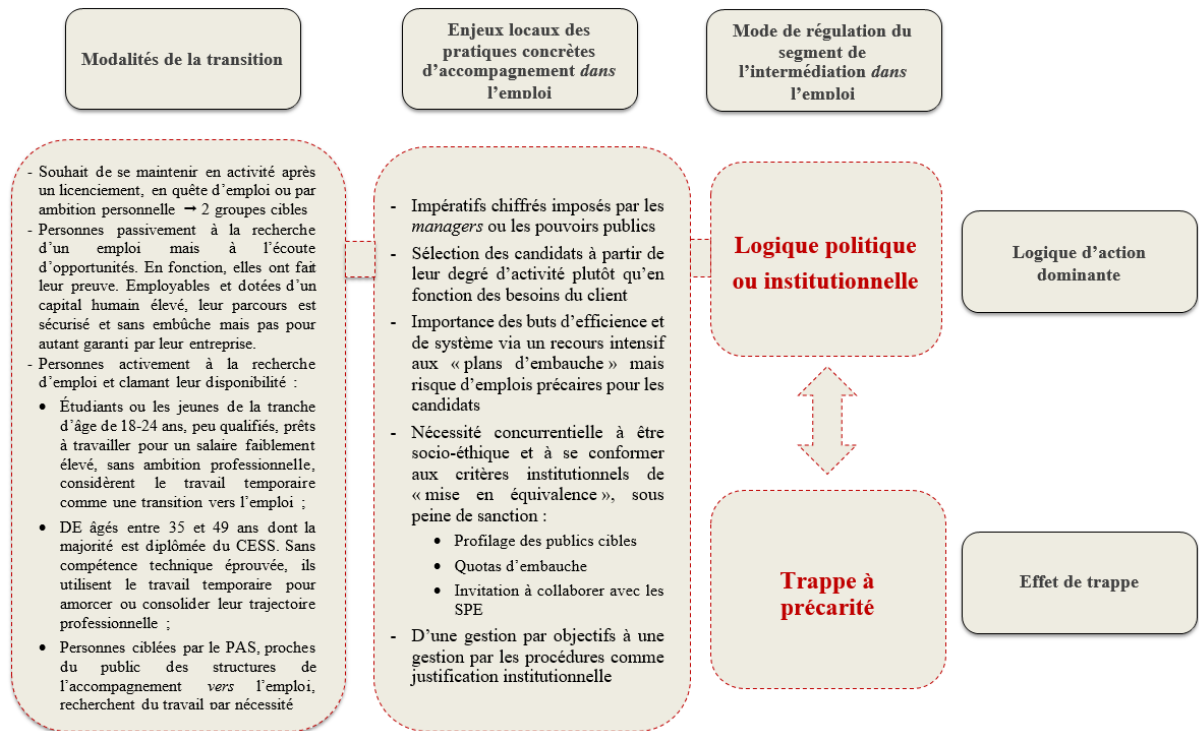 Modalités de la transition
Enjeux locaux des
pratiques concrètes
d’accompagnement dans
l’emploi
Mode de régulation du
segment de
l’intermédiation dans
l’emploi
- Souhait de se maintenir en activité après
un licenciement, en quête d’emploi ou par
ambition personnelle → 2 groupes cibles
- Personnes passivement à la recherche
d’un emploi mais à l’écoute
d’opportunités. En fonction, elles ont fait
leur preuve. Employables et dotées d’un
capital humain élevé, leur parcours est
sécurisé et sans embûche mais pas pour
autant garanti par leur entreprise.
- Personnes activement à la recherche
d’emploi et clamant leur disponibilité :
• Étudiants ou les jeunes de la tranche
d’âge de 18-24 ans, peu qualifiés, prêts
à travailler pour un salaire faiblement
élevé, sans ambition professionnelle,
considèrent le travail temporaire
comme une transition vers l’emploi ;
• DE âgés entre 35 et 49 ans dont la
majorité est diplômée du CESS. Sans
compétence technique éprouvée, ils
utilisent le travail temporaire pour
amorcer ou consolider leur trajectoire
professionnelle ;
• Personnes ciblées par le PAS, proches
du public des structures de
l’accompagnement vers l’emploi,
recherchent du travail par nécessité
- Impératifs chiffrés imposés par les
managers ou les pouvoirs publics
- Sélection des candidats à partir de
leur degré d’activité plutôt qu’en
fonction des besoins du client
- Importance des buts d’efficience et
de système via un recours intensif
aux « plans d’embauche » mais
risque d’emplois précaires pour les
candidats
- Nécessité concurrentielle à être
socio-éthique et à se conformer
aux critères institutionnels de
« mise en équivalence », sous
peine de sanction :
• Profilage des publics cibles
• Quotas d’embauche
• Invitation à collaborer avec les
SPE
- D’une gestion par objectifs à une
gestion par les procédures comme
justification institutionnelle
Logique politique
ou institutionnelle
Logique d’action
dominante
Trappe à
précarité
Effet de trappe